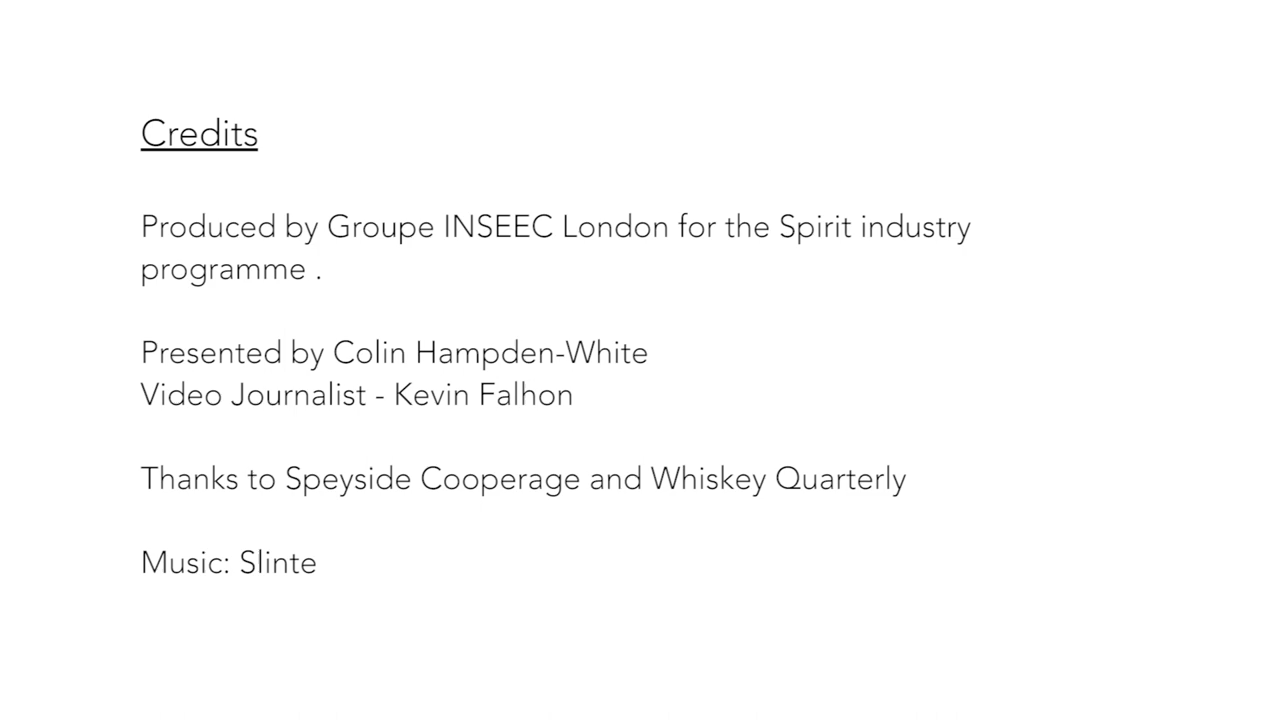 Credits
Produced by Groupe INSEEC London for the Spirit industry
programme .
Presented by Colin Hampden-White
Video Journalist - Kevin Falhon
Thanks to Speyside Cooperage and Whiskey Quarterly
Music: Slinte